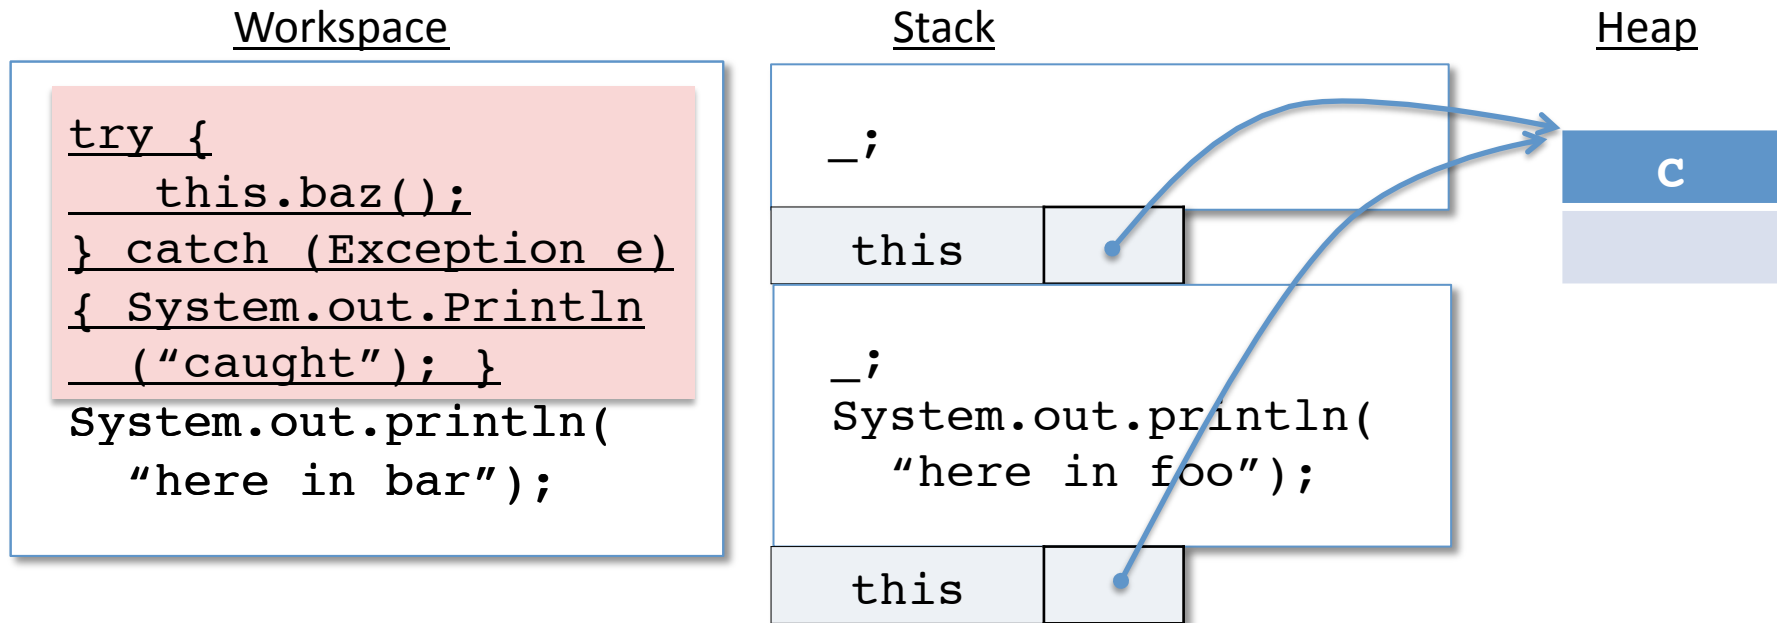 Workspace
Stack
Heap
try {
this.baz();
} catch (Exception e)
{ System.out.Println
(“caught”); }
System.out.println(
“here in bar”);
_;
this
_;
System.out.println(
“here in foo”);
this
C